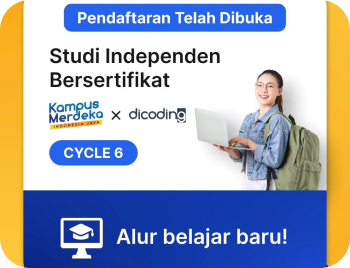 Pendaftaran Telah Dibuka
Studi Independen
Bersertifikat
Kampus
Merdeka
INDONESIA JAYA
× dicoding
CYCLE 6
Alur belajar baru!